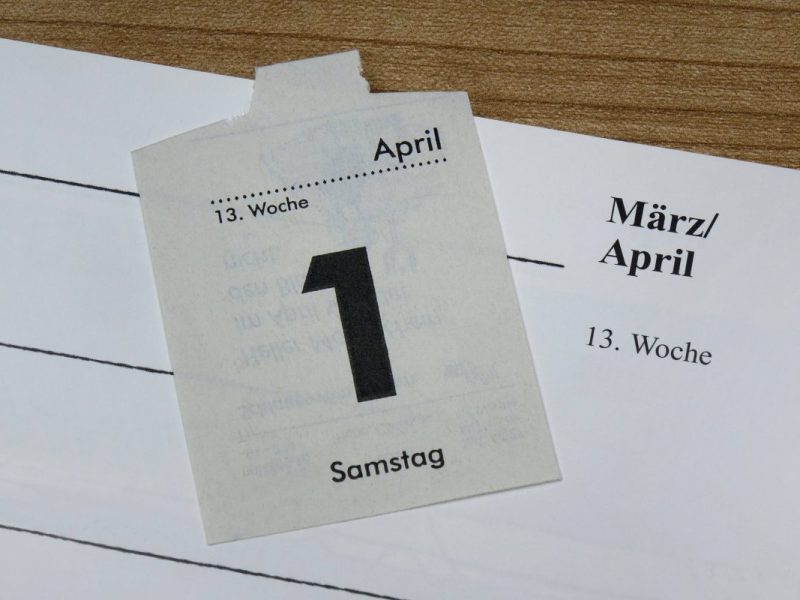 April
13. Woche
1
Samstag
März/
April
13. Woche